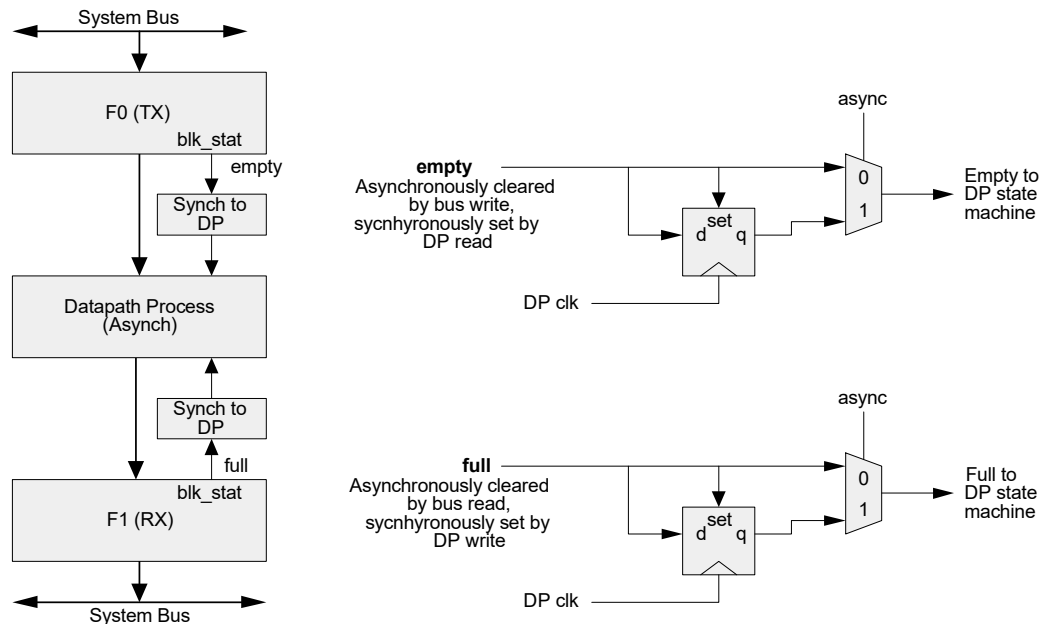 System Bus
F0 (TX)
blk_stat
empty
Synch to
DP
Datapath Process
(Asynch)
Synch to
DP
full
blk_stat
F1 (RX)
System Bus
async
empty
Asynchronously cleared
by bus write,
sycnhyronously set by
DP read
set
d q
0
1
Empty to
DP state
machine
DP clk
async
full
Asynchronously cleared
by bus read,
sycnhyronously set by
DP write
set
d q
0
1
Full to
DP state
machine
DP clk